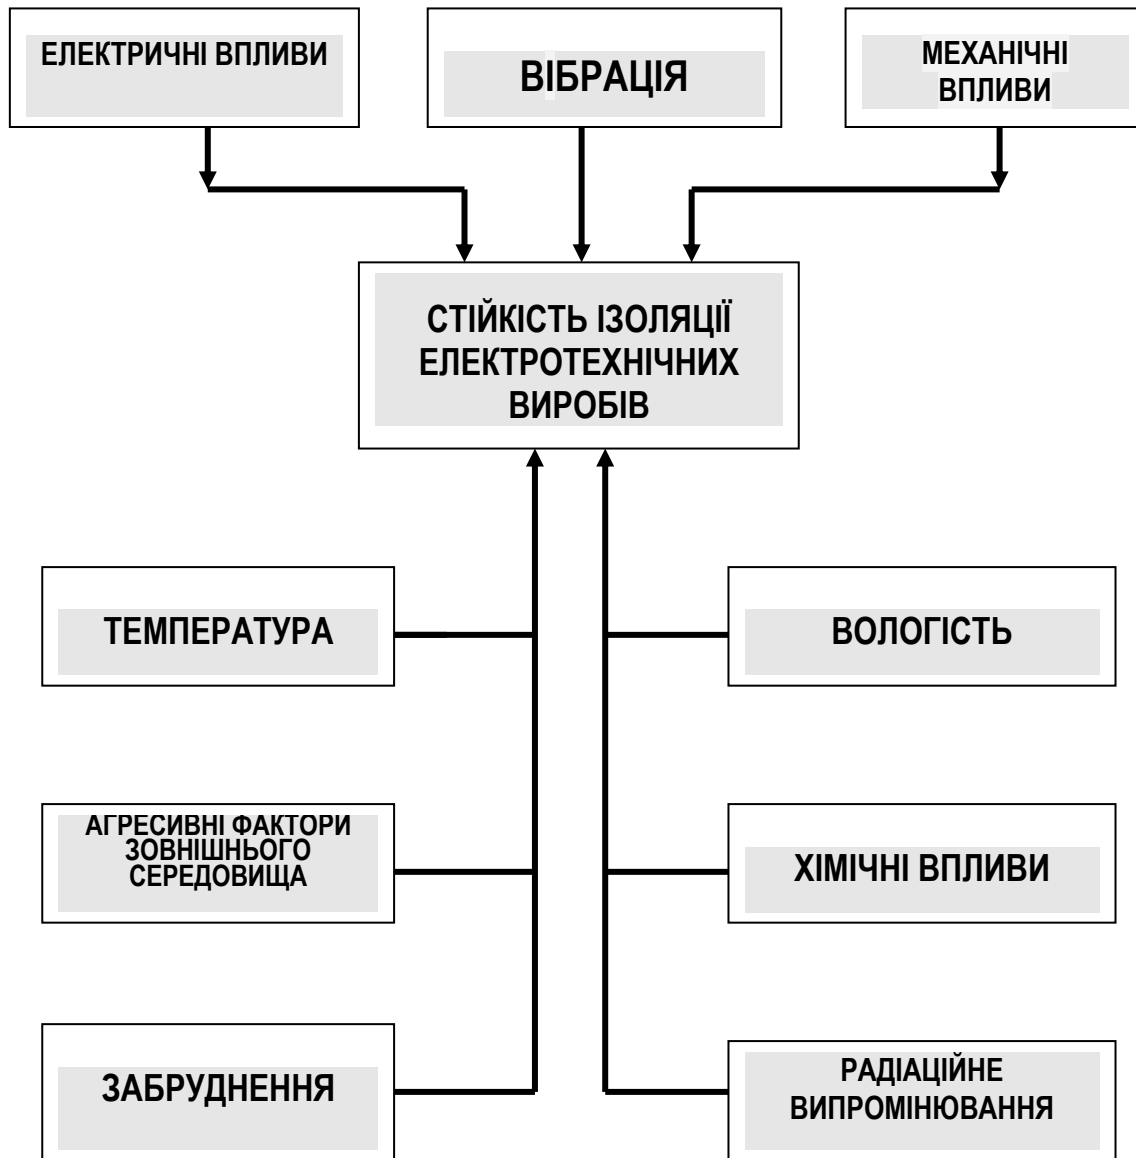 ЕЛЕКТРИЧНІ ВПЛИВИ
ВІБРАЦІЯ
МЕХАНІЧНІ
ВПЛИВИ
СТІЙКІСТЬ ІЗОЛЯЦІЇ
ЕЛЕКТРОТЕХНІЧНИХ
ВИРОБІВ
ТЕМПЕРАТУРА
ВОЛОГІСТЬ
АГРЕСИВНІ ФАКТОРИ
ЗОВНІШНЬОГО
СЕРЕДОВИЩА
ХІМІЧНІ ВПЛИВИ
ЗАБРУДНЕННЯ
РАДІАЦІЙНЕ
ВИПРОМІНЮВАННЯ